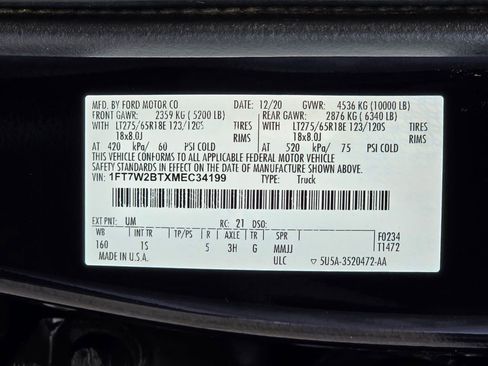 MFD. BY FORD MOTOR CO DATE: 12/20 GVWR: 4536 KG (10000 LB)
FRONT GAWR: 2359 KG ( 5200 LB) REAR GAWR: 2876 KG ( 6340 LB)
WITH LT275/65R18E 123/120S TIRES WITH LT275/65R18E 123/120S TIRES
18x8.0J RIMS 18x8.0J RIMS
AT 420 kPa/ 60 PSI COLD AT 520 kPa/ 75 PSI COLD
THIS VEHICLE CONFORMS TO ALL APPLICABLE FEDERAL MOTOR VEHICLE
SAFETY STANDARDS IN EFFECT ON THE DATE OF MANUFACTURE SHOWN ABOVE.
VIN: 1FT7W2BTXMEC34199 TYPE: Truck
EXT PNT: UM RC: 21 DSO:
WB TP/PS R AXLE TR SPR F0234
160 1S 5 3H G MMJJ T1472
MADE IN U.S.A. ULC ▽ 5U5A-3520472-AA